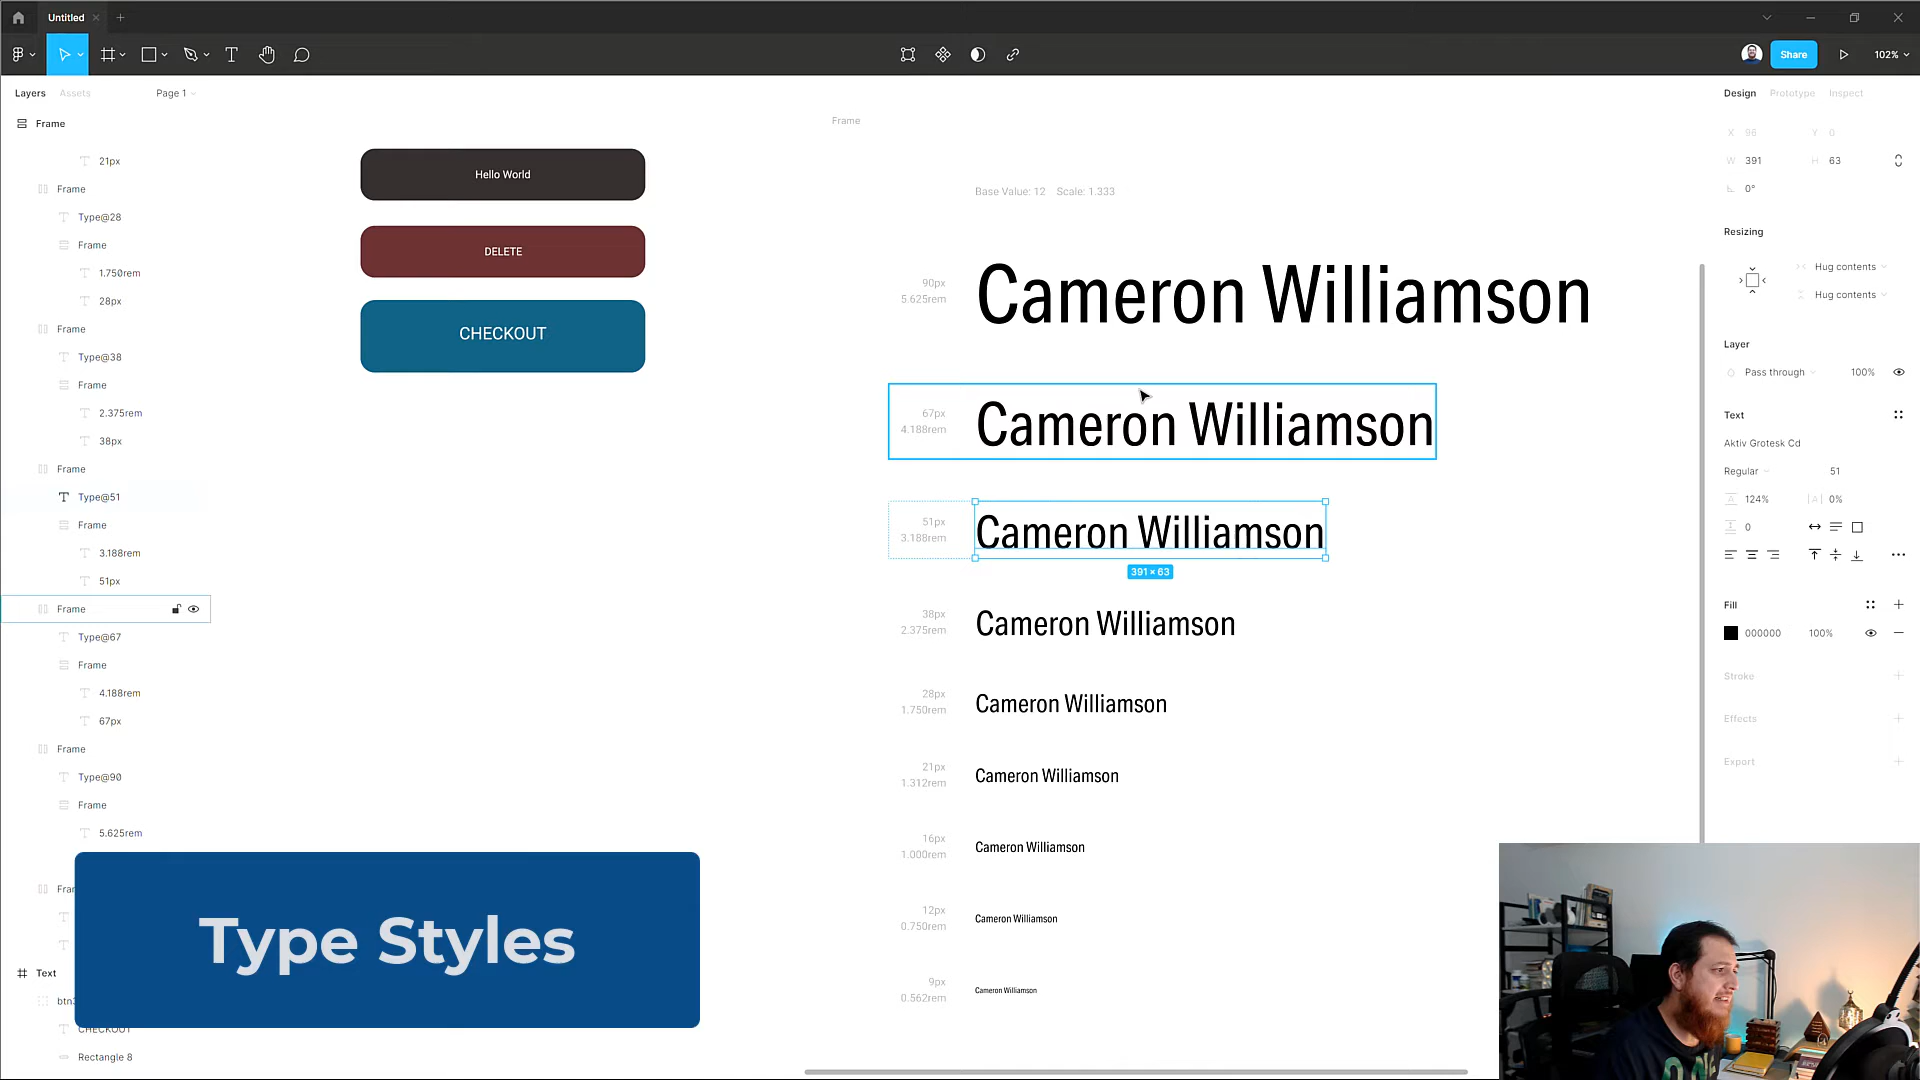 Untitled
Share
102%
Layers
Assets
Page 1
Design
Prototype
Inspect
Frame
21px
Frame
Type@28
Frame
1.750rem
28px
Frame
Type@38
Frame
2.375rem
38px
Frame
Type@51
Frame
3.188rem
51px
Frame
Type@67
Frame
4.188rem
67px
Frame
Type@90
Frame
5.625rem
Text
CHECKOUT
Rectangle 8
Type Styles
Hello World
DELETE
CHECKOUT
Frame
Base Value: 12 Scale: 1.333
90px
5.625rem
Cameron Williamson
67px
4.188rem
Cameron Williamson
51px
3.188rem
Cameron Williamson
391 × 63
38px
2.375rem
Cameron Williamson
28px
1.750rem
Cameron Williamson
21px
1.312rem
Cameron Williamson
16px
1.000rem
Cameron Williamson
12px
0.750rem
Cameron Williamson
9px
0.562rem
Cameron Williamson
X 96 Y 0
W 391 H 63
0°
Resizing
Hug contents
Hug contents
Layer
Pass through 100%
Text
Aktiv Grotesk Cd
Regular 51
124% 0%
0
Fill
000000 100%
Stroke
Effects
Export